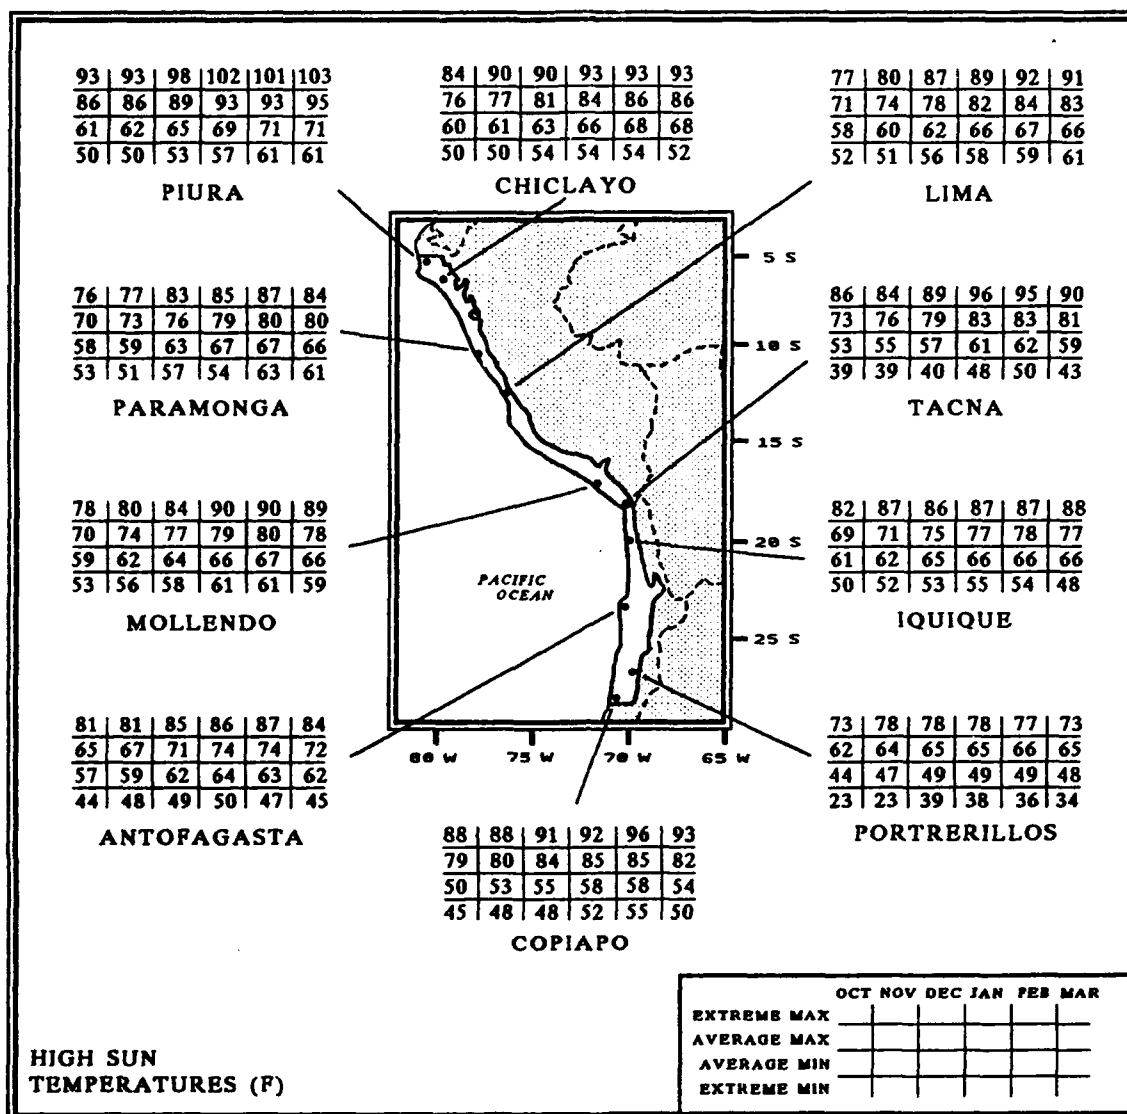 93 | 93 | 98 | 102 | 101 | 103
86 | 86 | 89 | 93 | 93 | 95
61 | 62 | 65 | 69 | 71 | 71
50 | 50 | 53 | 57 | 61 | 61
PIURA
84 | 90 | 90 | 93 | 93 | 93
76 | 77 | 81 | 84 | 86 | 86
60 | 61 | 63 | 66 | 68 | 68
50 | 50 | 54 | 54 | 54 | 52
CHICLAYO
77 | 80 | 87 | 89 | 92 | 91
71 | 74 | 78 | 82 | 84 | 83
58 | 60 | 62 | 66 | 67 | 66
52 | 51 | 56 | 58 | 59 | 61
LIMA
76 | 77 | 83 | 85 | 87 | 84
70 | 73 | 76 | 79 | 80 | 80
58 | 59 | 63 | 67 | 67 | 66
53 | 51 | 57 | 54 | 63 | 61
PARAMONGA
86 | 84 | 89 | 96 | 95 | 90
73 | 76 | 79 | 83 | 83 | 81
53 | 55 | 57 | 61 | 62 | 59
39 | 39 | 40 | 48 | 50 | 43
TACNA
78 | 80 | 84 | 90 | 90 | 89
70 | 74 | 77 | 79 | 80 | 78
59 | 62 | 64 | 66 | 67 | 66
53 | 56 | 58 | 61 | 61 | 59
MOLLENDO
82 | 87 | 86 | 87 | 87 | 88
69 | 71 | 75 | 77 | 78 | 77
61 | 62 | 65 | 66 | 66 | 66
50 | 52 | 53 | 55 | 54 | 48
IQUIQUE
81 | 81 | 85 | 86 | 87 | 84
65 | 67 | 71 | 74 | 74 | 72
57 | 59 | 62 | 64 | 63 | 62
44 | 48 | 49 | 50 | 47 | 45
ANTOFAGASTA
73 | 78 | 78 | 78 | 77 | 73
62 | 64 | 65 | 65 | 66 | 65
44 | 47 | 49 | 49 | 49 | 48
23 | 23 | 39 | 38 | 36 | 34
PORTRERILLOS
88 | 88 | 91 | 92 | 96 | 93
79 | 80 | 84 | 85 | 85 | 82
50 | 53 | 55 | 58 | 58 | 54
45 | 48 | 48 | 52 | 55 | 50
COPIAPO
5 S
10 S
15 S
20 S
25 S
PACIFIC
OCEAN
80 W 75 W 70 W 65 W
HIGH SUN
TEMPERATURES (F)
OCT NOV DEC JAN FEB MAR
EXTREME MAX
AVERAGE MAX
AVERAGE MIN
EXTREME MIN